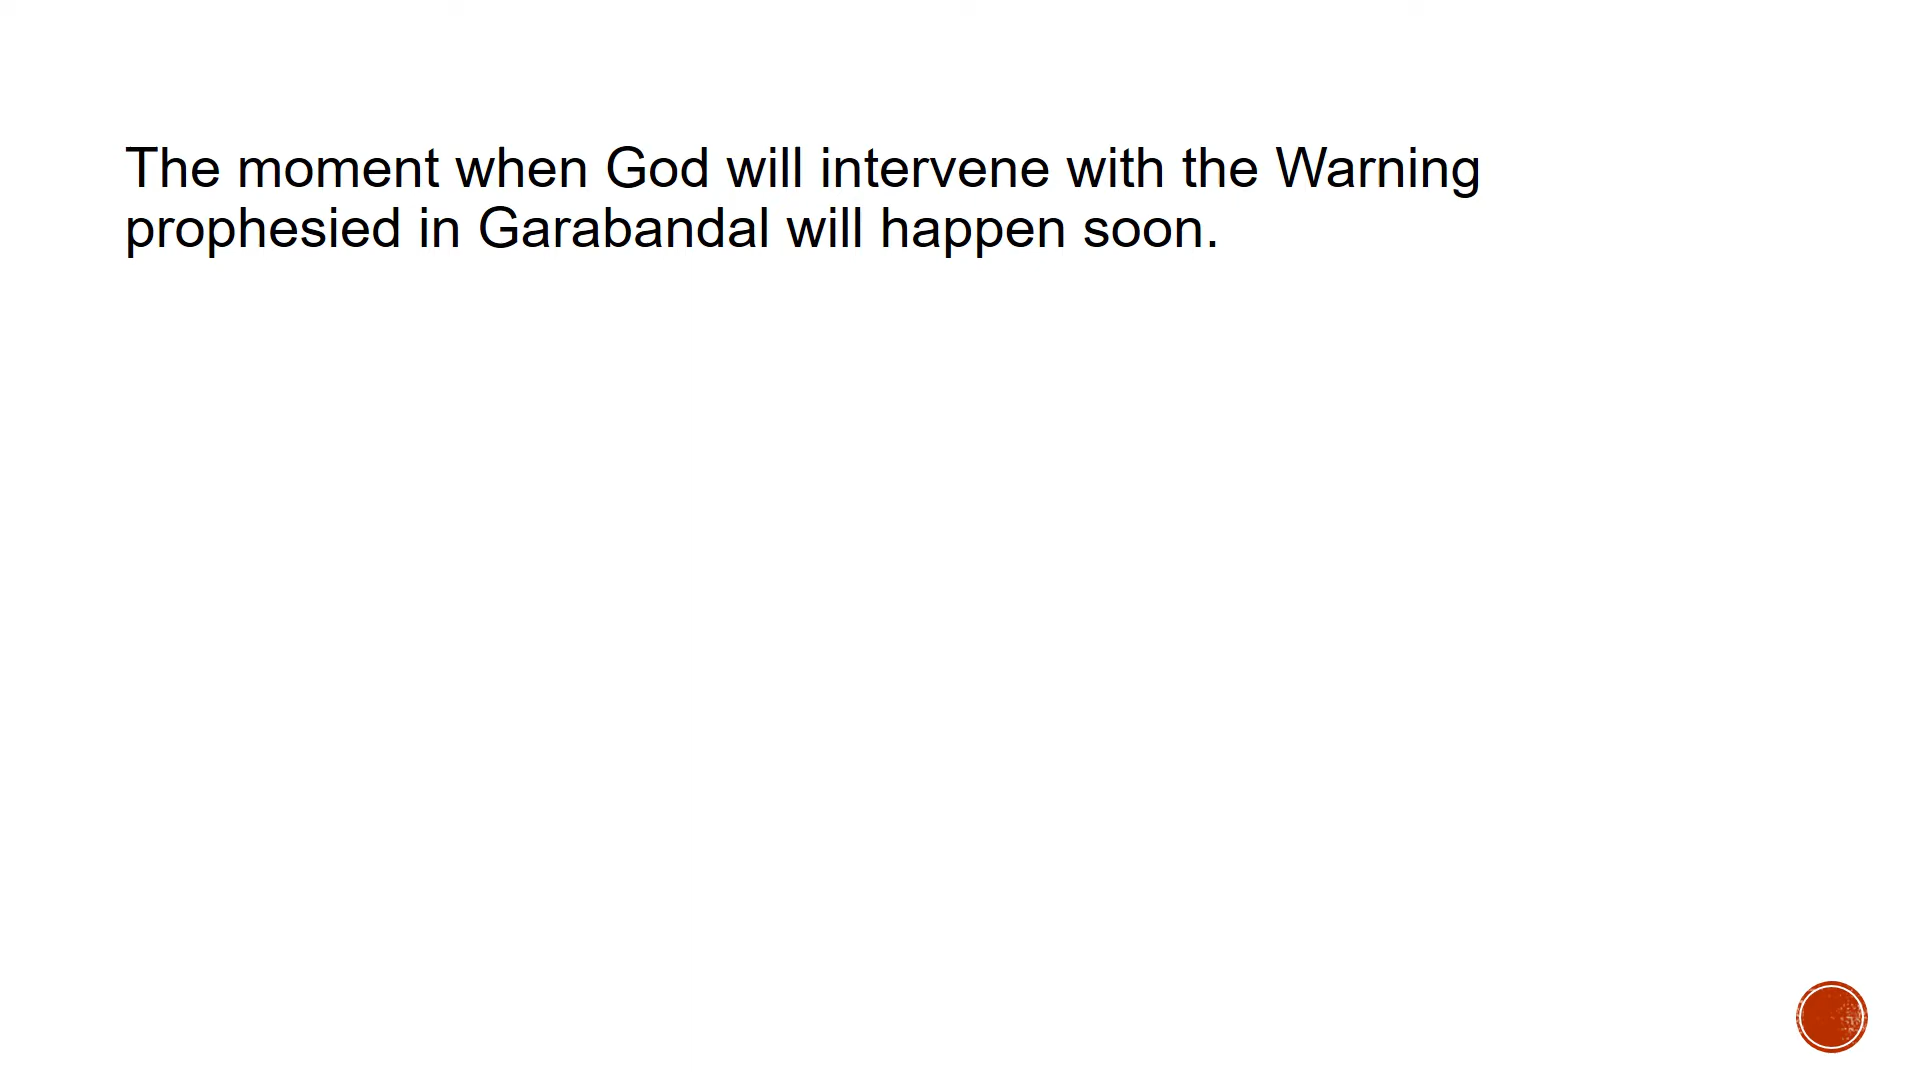 The moment when God will intervene with the Warning
prophesied in Garabandal will happen soon.